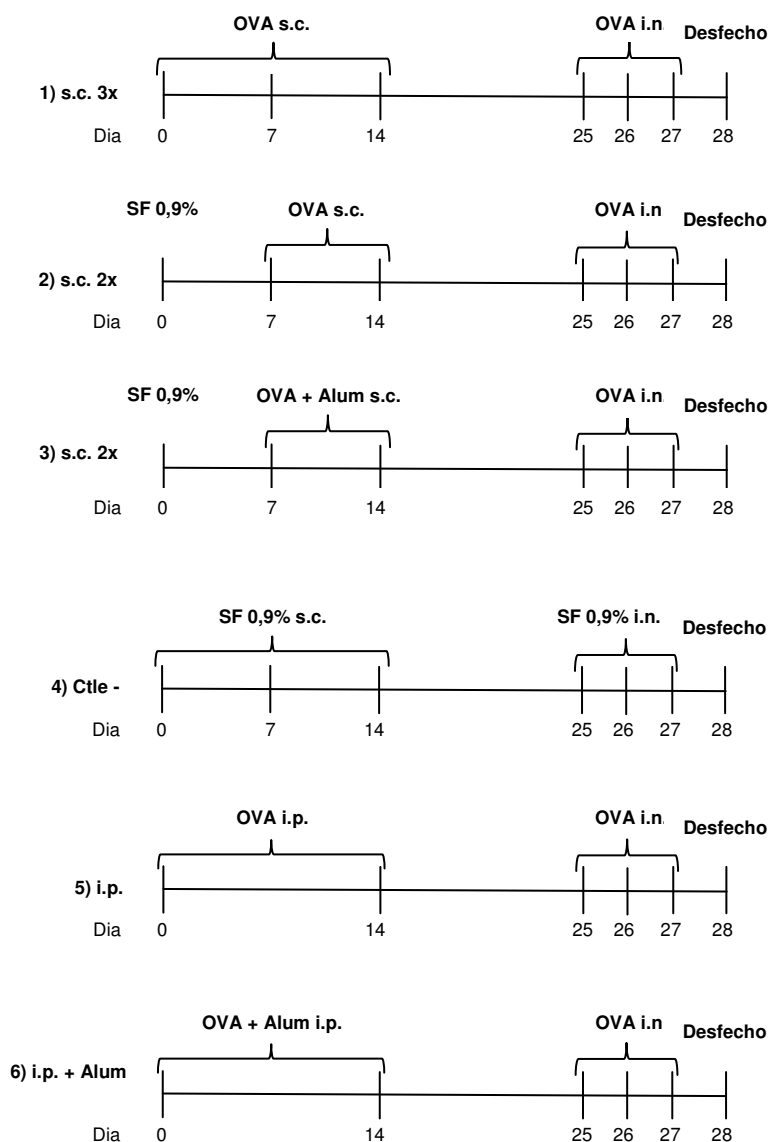 OVA s.c. OVA i.n. Desfecho
1) s.c. 3x
Dia 0 7 14 25 26 27 28
SF 0,9% OVA s.c. OVA i.n Desfecho
2) s.c. 2x
Dia 0 7 14 25 26 27 28
SF 0,9% OVA + Alum s.c. OVA i.n. Desfecho
3) s.c. 2x
Dia 0 7 14 25 26 27 28
SF 0,9% s.c. SF 0,9% i.n. Desfecho
4) Ctle -
Dia 0 7 14 25 26 27 28
OVA i.p. OVA i.n. Desfecho
5) i.p.
Dia 0 14 25 26 27 28
OVA + Alum i.p. OVA i.n Desfecho
6) i.p. + Alum
Dia 0 14 25 26 27 28